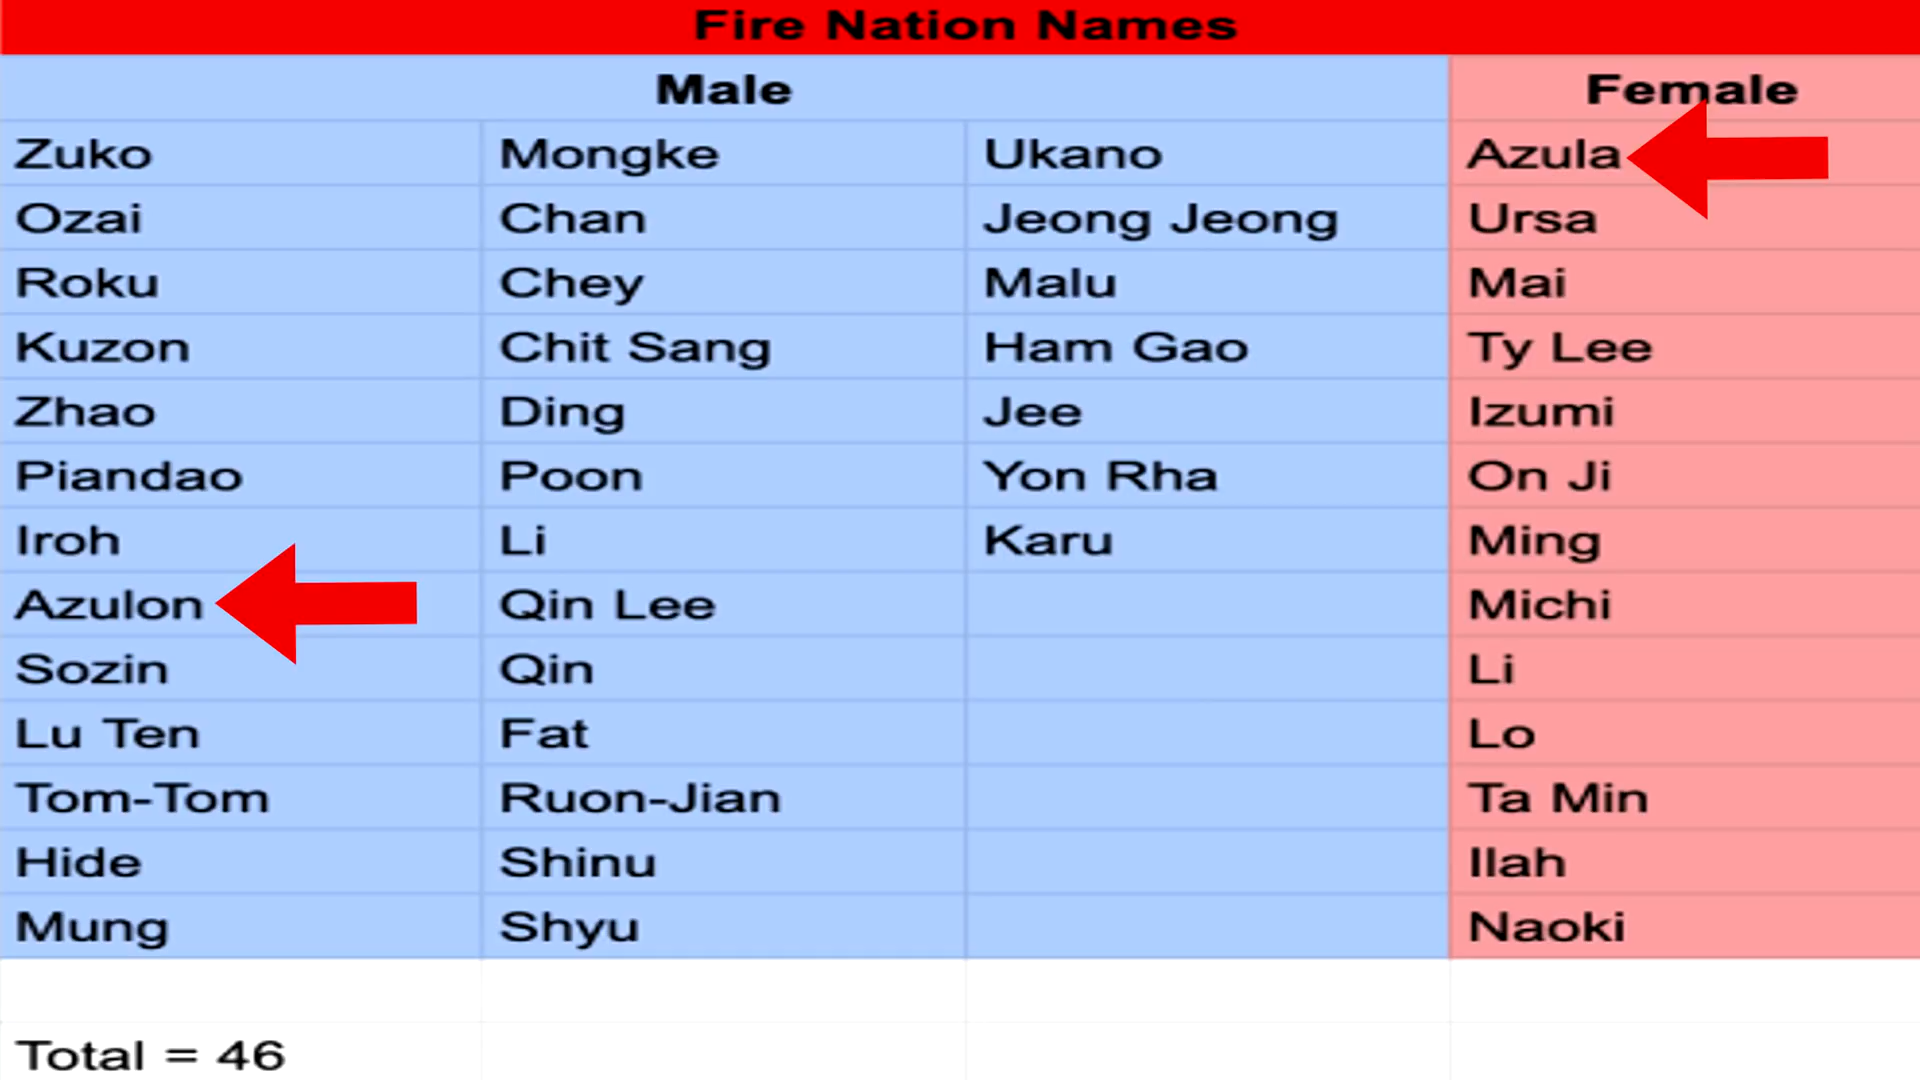 Fire Nation Names
Male Female
Zuko Mongke Ukano Azula
Ozai Chan Jeong Jeong Ursa
Roku Chey Malu Mai
Kuzon Chit Sang Ham Gao Ty Lee
Zhao Ding Jee Izumi
Piandao Poon Yon Rha On Ji
Iroh Li Karu Ming
Azulon Qin Lee Michi
Sozin Qin Li
Lu Ten Fat Lo
Tom-Tom Ruon-Jian Ta Min
Hide Shinu Ilah
Mung Shyu Naoki
Total = 46